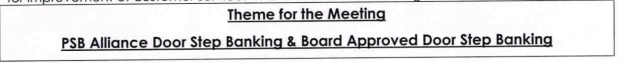 Theme for the Meeting
PSB Alliance Door Step Banking & Board Approved Door Step Banking